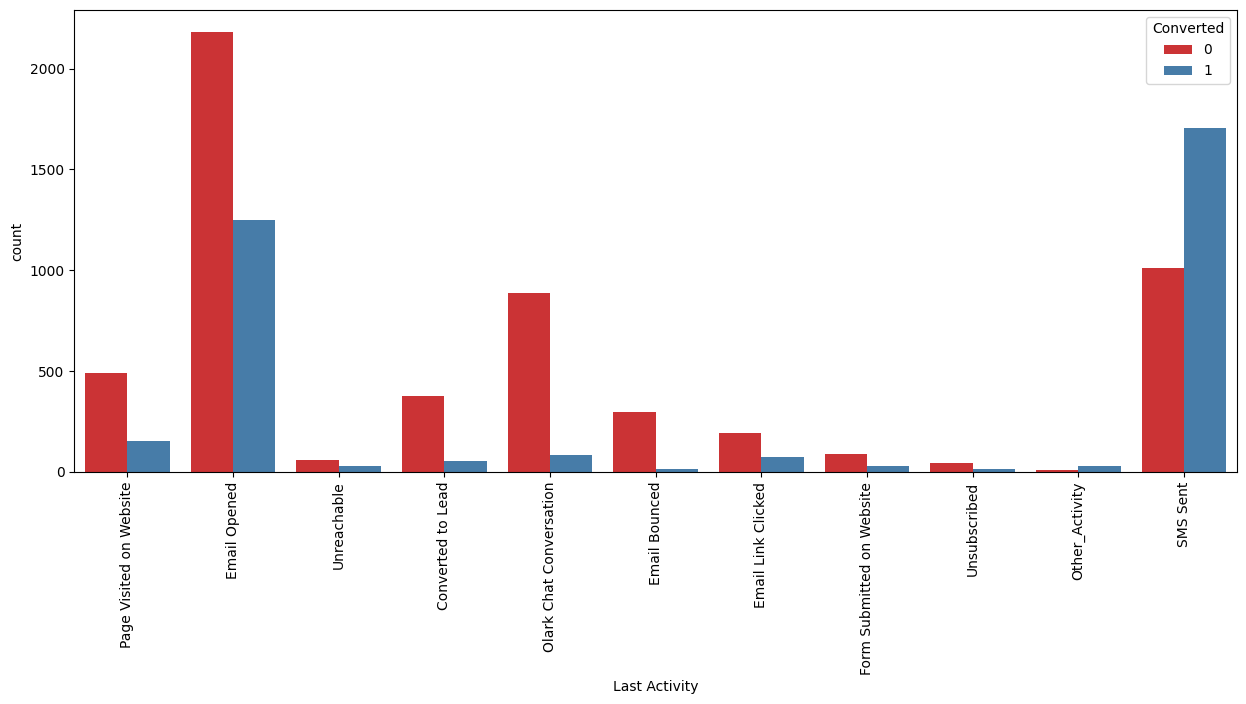 Converted
0
1
2000
1500
1000
500
0
count
Page Visited on Website
Email Opened
Unreachable
Converted to Lead
Olark Chat Conversation
Email Bounced
Email Link Clicked
Form Submitted on Website
Unsubscribed
Other_Activity
SMS Sent
Last Activity